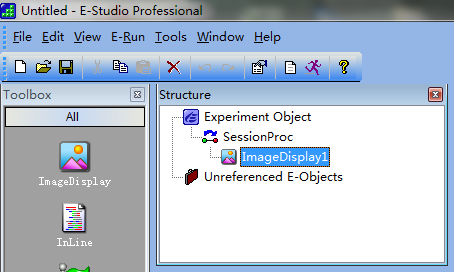 Untitled - E-Studio Professional
File Edit View E-Run Tools Window Help
Toolbox
All
ImageDisplay
InLine
Structure
Experiment Object
SessionProc
ImageDisplay1
Unreferenced E-Objects